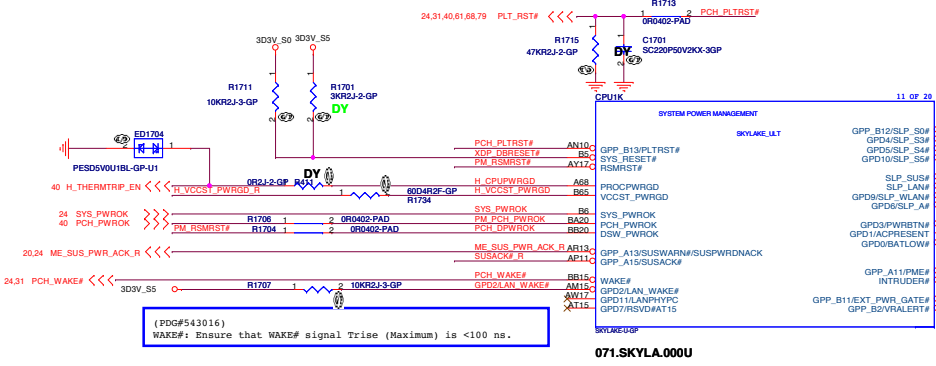 R1713
24,31,40,61,68,79 PLT_RST# 1 2 PCH_PLTRST#
0R0402-PAD
3D3V_S0 3D3V_S5
R1715 C1701
47KR2J-2-GP DY SC220P50V2KX-3GP
R1711 R1701
10KR2J-3-GP 3KR2J-2-GP
DY
CPU1K 11 OF 20
SYSTEM POWER MANAGEMENT
SKYLAKE_ULT
ED1704
2 1
PESD5V0U1BL-GP-U1
PCH_PLTRST# AN10 GPP_B13/PLTRST# GPP_B12/SLP_S0#
XDP_DBRESET# B5 SYS_RESET# GPD4/SLP_S3#
PM_RSMRST# AY17 RSMRST# GPD5/SLP_S4#
GPD10/SLP_S5#
DY
0R2J-2-GP R411
40 H_THERMTRIP_EN H_CPUPWRGD A68 PROCPWRGD SLP_SUS#
H_VCCST_PWRGD_R 60D4R2F-GP H_VCCST_PWRGD B65 VCCST_PWRGD SLP_LAN#
R1734 GPD9/SLP_WLAN#
GPD6/SLP_A#
24 SYS_PWROK SYS_PWROK B6 SYS_PWROK
40 PCH_PWROK R1706 1 2 0R0402-PAD PM_PCH_PWROK BA20 PCH_PWROK GPD3/PWRBTN#
PM_RSMRST# R1704 1 2 0R0402-PAD PCH_DPWROK BB20 DSW_PWROK GPD1/ACPRESENT
GPD0/BATLOW#
20,24 ME_SUS_PWR_ACK_R ME_SUS_PWR_ACK_R AR13 GPP_A13/SUSWARN#/SUSPWRDNACK
SUSACK#_R AP11 GPP_A15/SUSACK#
GPP_A11/PME#
24,31 PCH_WAKE# PCH_WAKE# BB15 WAKE# INTRUDER#
3D3V_S5 R1707 1 2 10KR2J-3-GP GPD2/LAN_WAKE# AM15 GPD2/LAN_WAKE#
AW17 GPD11/LANPHYPC GPP_B11/EXT_PWR_GATE#
AT15 GPD7/RSVD#AT15 GPP_B2/VRALERT#
(PDG#543016)
WAKE#: Ensure that WAKE# signal Trise (Maximum) is <100 ns.
SKYLAKE-U-GP
071.SKYLA.000U